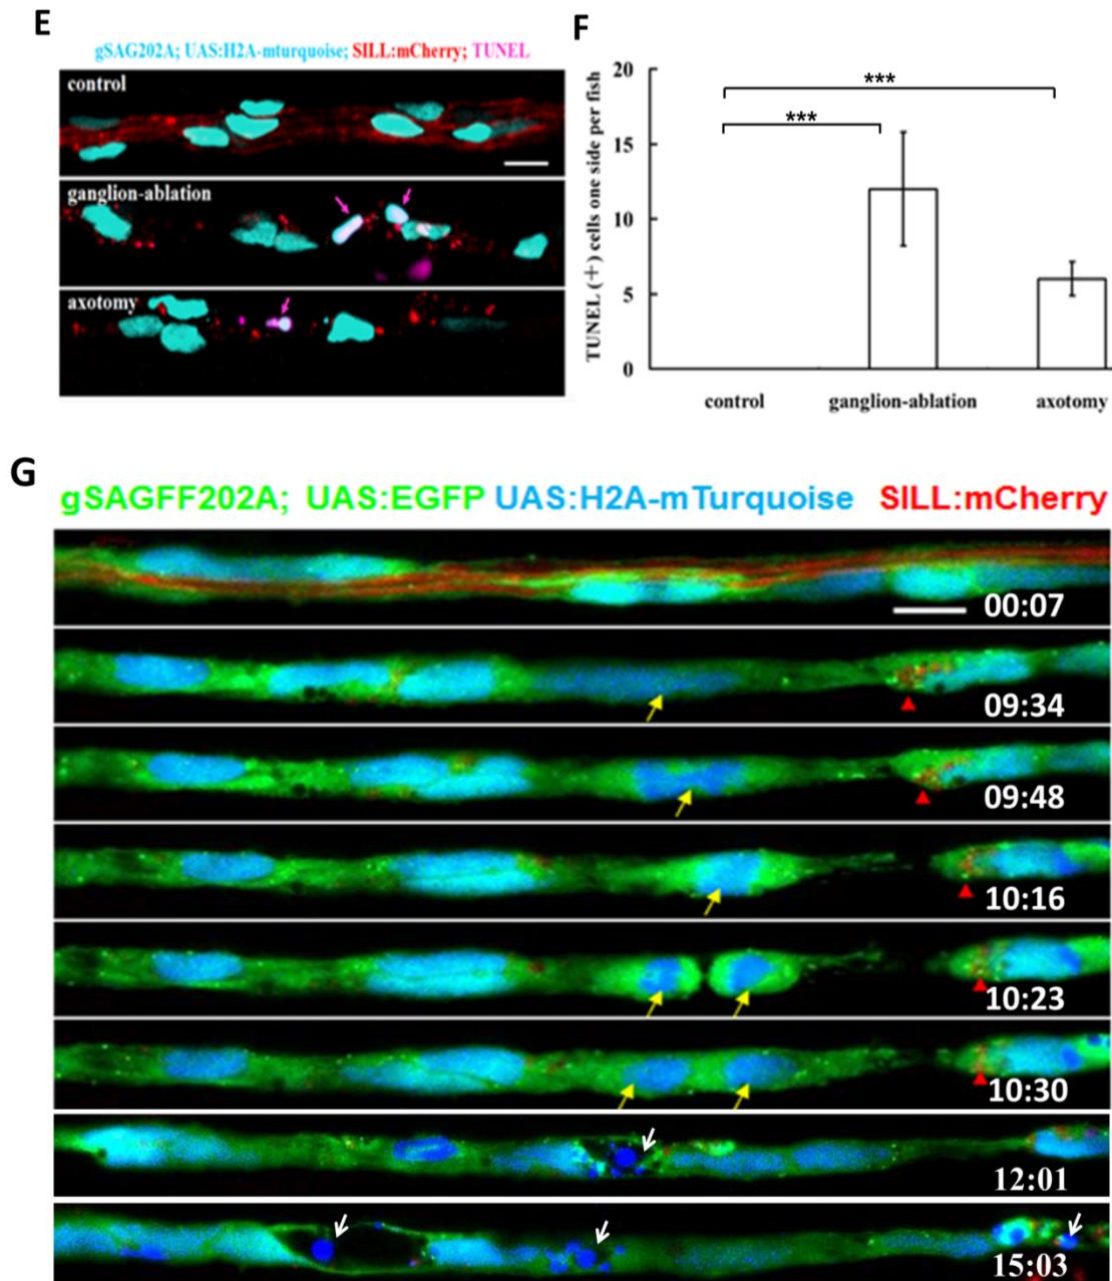 E
gSAG202A; UAS:H2A-mturquoise; SILL:mCherry; TUNEL
control
ganglion-ablation
axotomy
F
TUNEL (+) cells one side per fish
20
15
10
5
0
***
***
control
ganglion-ablation
axotomy
G
gSAGFF202A; UAS:EGFP UAS:H2A-mTurquoise SILL:mCherry
00:07
09:34
09:48
10:16
10:23
10:30
12:01
15:03